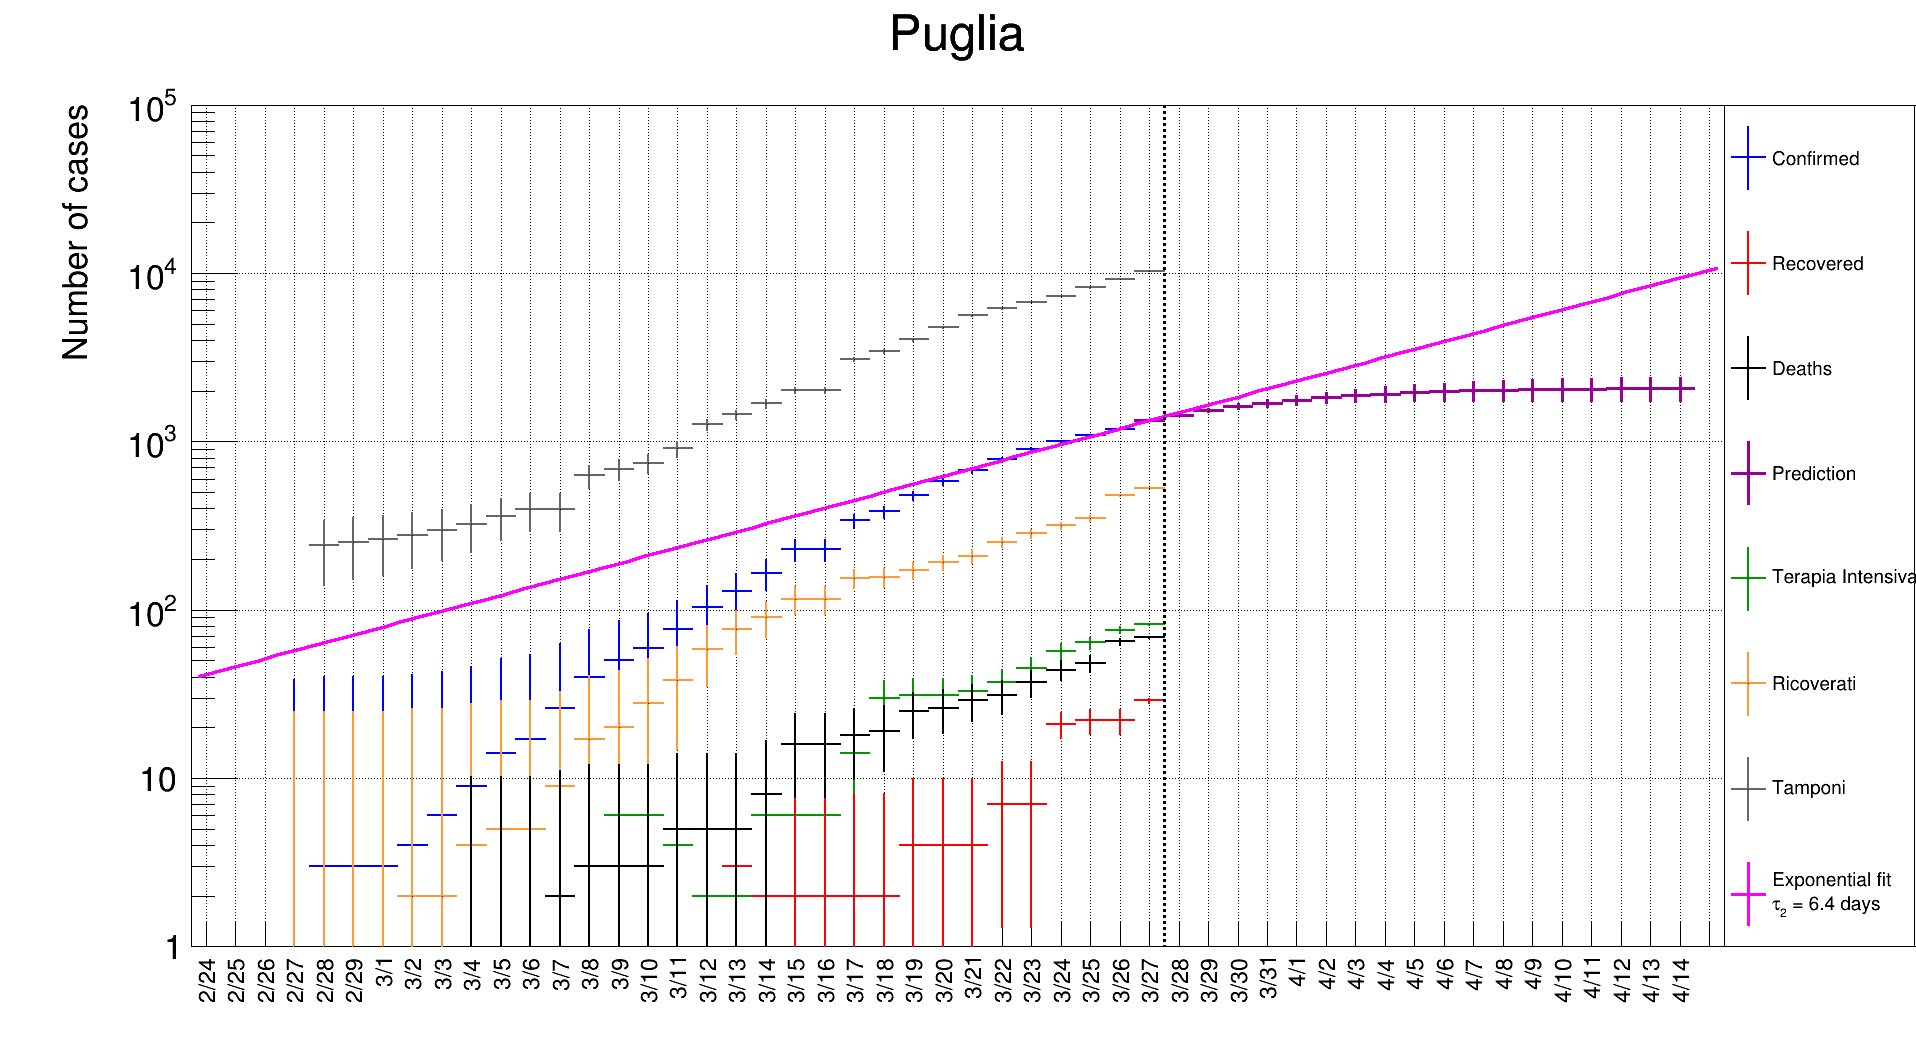 Puglia
Number of cases
10^5
10^4
10^3
10^2
10
1
2/24 2/25 2/26 2/27 2/28 2/29 3/1 3/2 3/3 3/4 3/5 3/6 3/7 3/8 3/9 3/10 3/11 3/12 3/13 3/14 3/15 3/16 3/17 3/18 3/19 3/20 3/21 3/22 3/23 3/24 3/25 3/26 3/27 3/28 3/29 3/30 3/31 4/1 4/2 4/3 4/4 4/5 4/6 4/7 4/8 4/9 4/10 4/11 4/12 4/13 4/14
Confirmed
Recovered
Deaths
Prediction
Terapia Intensiva
Ricoverati
Tamponi
Exponential fit
τ_2 = 6.4 days